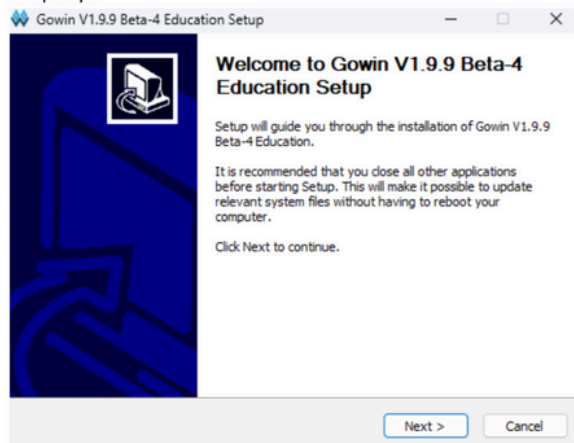 Gowin V1.9.9 Beta-4 Education Setup
Welcome to Gowin V1.9.9 Beta-4
Education Setup
Setup will guide you through the installation of Gowin V1.9.9
Beta-4 Education.
It is recommended that you close all other applications
before starting Setup. This will make it possible to update
relevant system files without having to reboot your
computer.
Click Next to continue.
Next >
Cancel